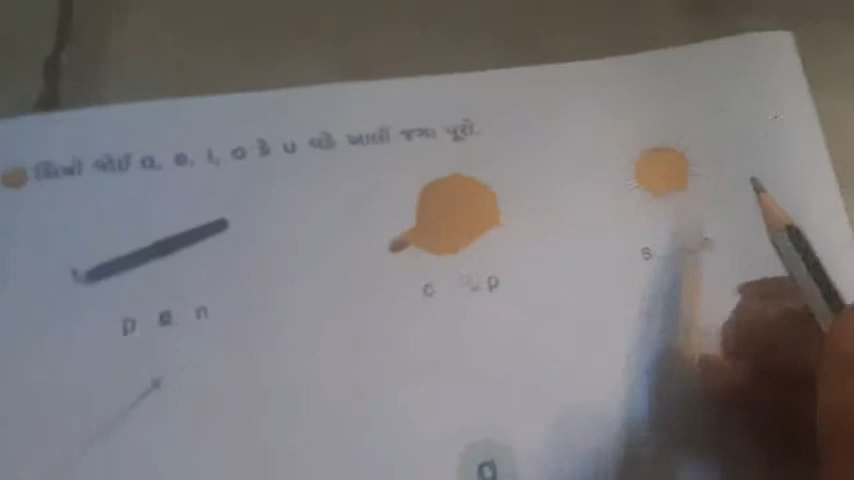 ચિત્રો જોઈ a, e, i, o કે u વડે ખાલી જગ્યા પૂરો.
p e n
c a p
s n
g